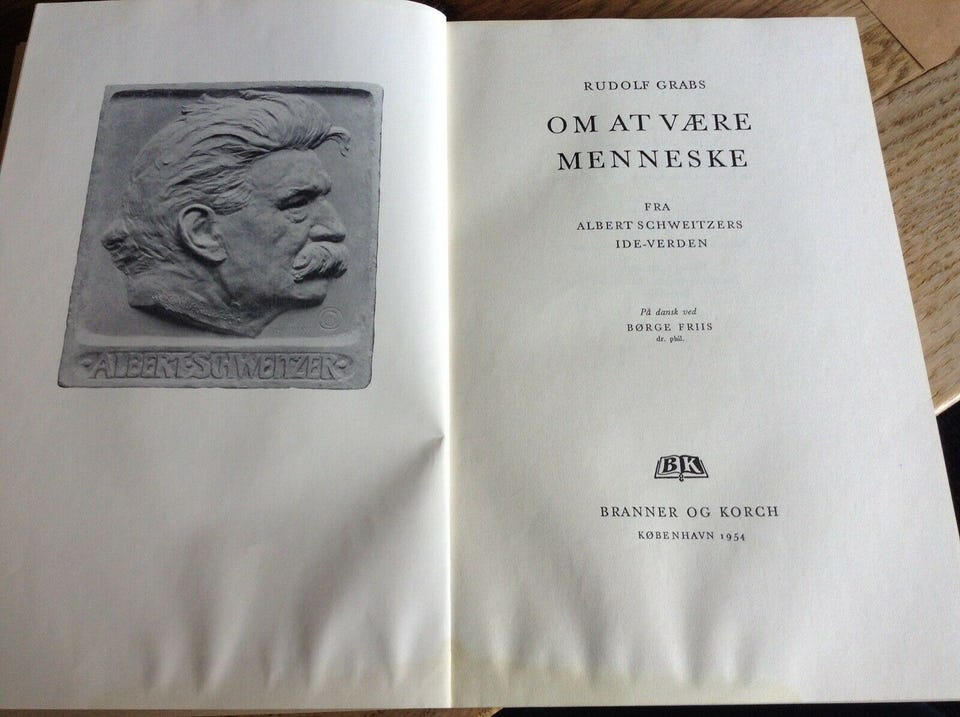 ·ALBERT·SCHWEITZER·
RUDOLF GRABS
OM AT VÆRE
MENNESKE
FRA
ALBERT SCHWEITZERS
IDE-VERDEN
På dansk ved
BØRGE FRIIS
dr. phil.
BK
BRANNER OG KORCH
KØBENHAVN 1954